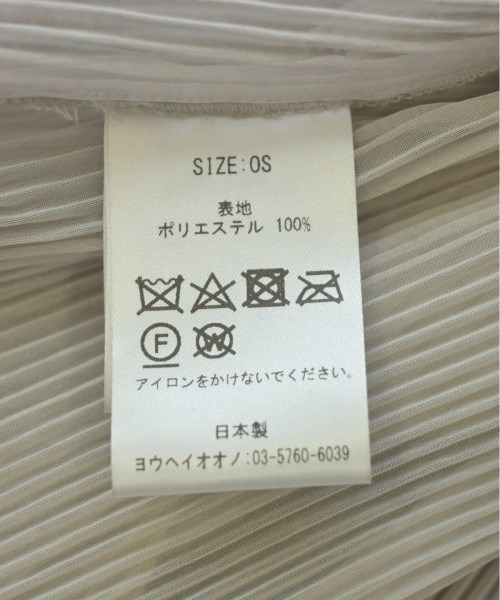 SIZE:OS
表地
ポリエステル 100%
F W
アイロンをかけないでください。
日本製
ヨウヘイオオノ:03-5760-6039